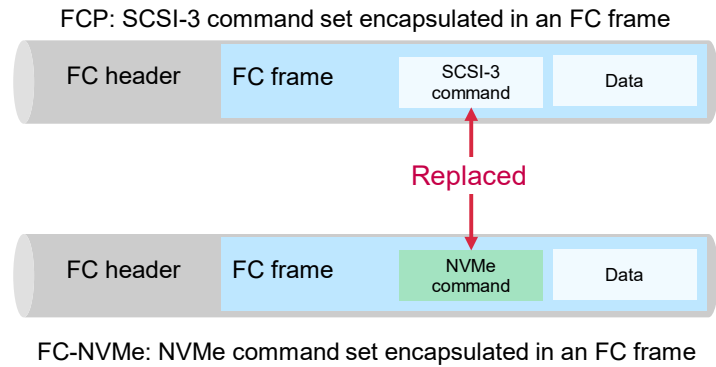 FCP: SCSI-3 command set encapsulated in an FC frame
FC header
FC frame
SCSI-3
command
Data
Replaced
FC header
FC frame
NVMe
command
Data
FC-NVMe: NVMe command set encapsulated in an FC frame